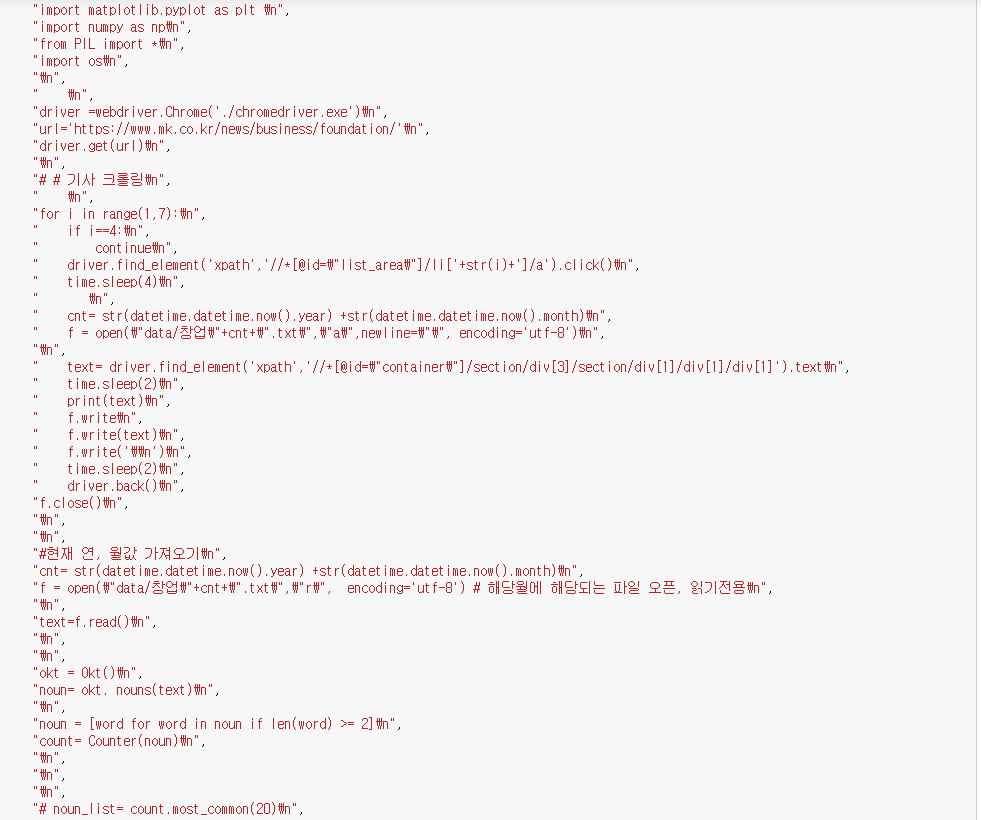 "import matplotlib.pyplot as plt ₩n",
"import numpy as np₩n",
"from PIL import *₩n",
"import os₩n",
"₩n",
"    ₩n",
"driver =webdriver.Chrome('./chromedriver.exe')₩n",
"url='https://www.mk.co.kr/news/business/foundation/'₩n",
"driver.get(url)₩n",
"₩n",
"# # 기사 크롤링₩n",
"    ₩n",
"for i in range(1,7):₩n",
"    if i==4:₩n",
"        continue₩n",
"    driver.find_element('xpath','//*[@id=₩"list_area₩"]/li['+str(i)+']/a').click()₩n",
"    time.sleep(4)₩n",
"       ₩n",
"    cnt= str(datetime.datetime.now().year) +str(datetime.datetime.now().month)₩n",
"    f = open(₩"data/창업₩"+cnt+₩".txt₩",₩"a₩",newline=₩"₩", encoding='utf-8')₩n",
"₩n",
"    text= driver.find_element('xpath','//*[@id=₩"container₩"]/section/div[3]/section/div[1]/div[1]/div[1]').text₩n",
"    time.sleep(2)₩n",
"    print(text)₩n",
"    f.write₩n",
"    f.write(text)₩n",
"    f.write('₩₩n')₩n",
"    time.sleep(2)₩n",
"    driver.back()₩n",
"f.close()₩n",
"₩n",
"₩n",
"#현재 연, 월값 가져오기₩n",
"cnt= str(datetime.datetime.now().year) +str(datetime.datetime.now().month)₩n",
"f = open(₩"data/창업₩"+cnt+₩".txt₩",₩"r₩",  encoding='utf-8') # 해당월에 해당되는 파일 오픈, 읽기전용₩n",
"₩n",
"text=f.read()₩n",
"₩n",
"₩n",
"okt = Okt()₩n",
"noun= okt. nouns(text)₩n",
"₩n",
"noun = [word for word in noun if len(word) >= 2]₩n",
"count= Counter(noun)₩n",
"₩n",
"₩n",
"₩n",
"# noun_list= count.most_common(20)₩n",